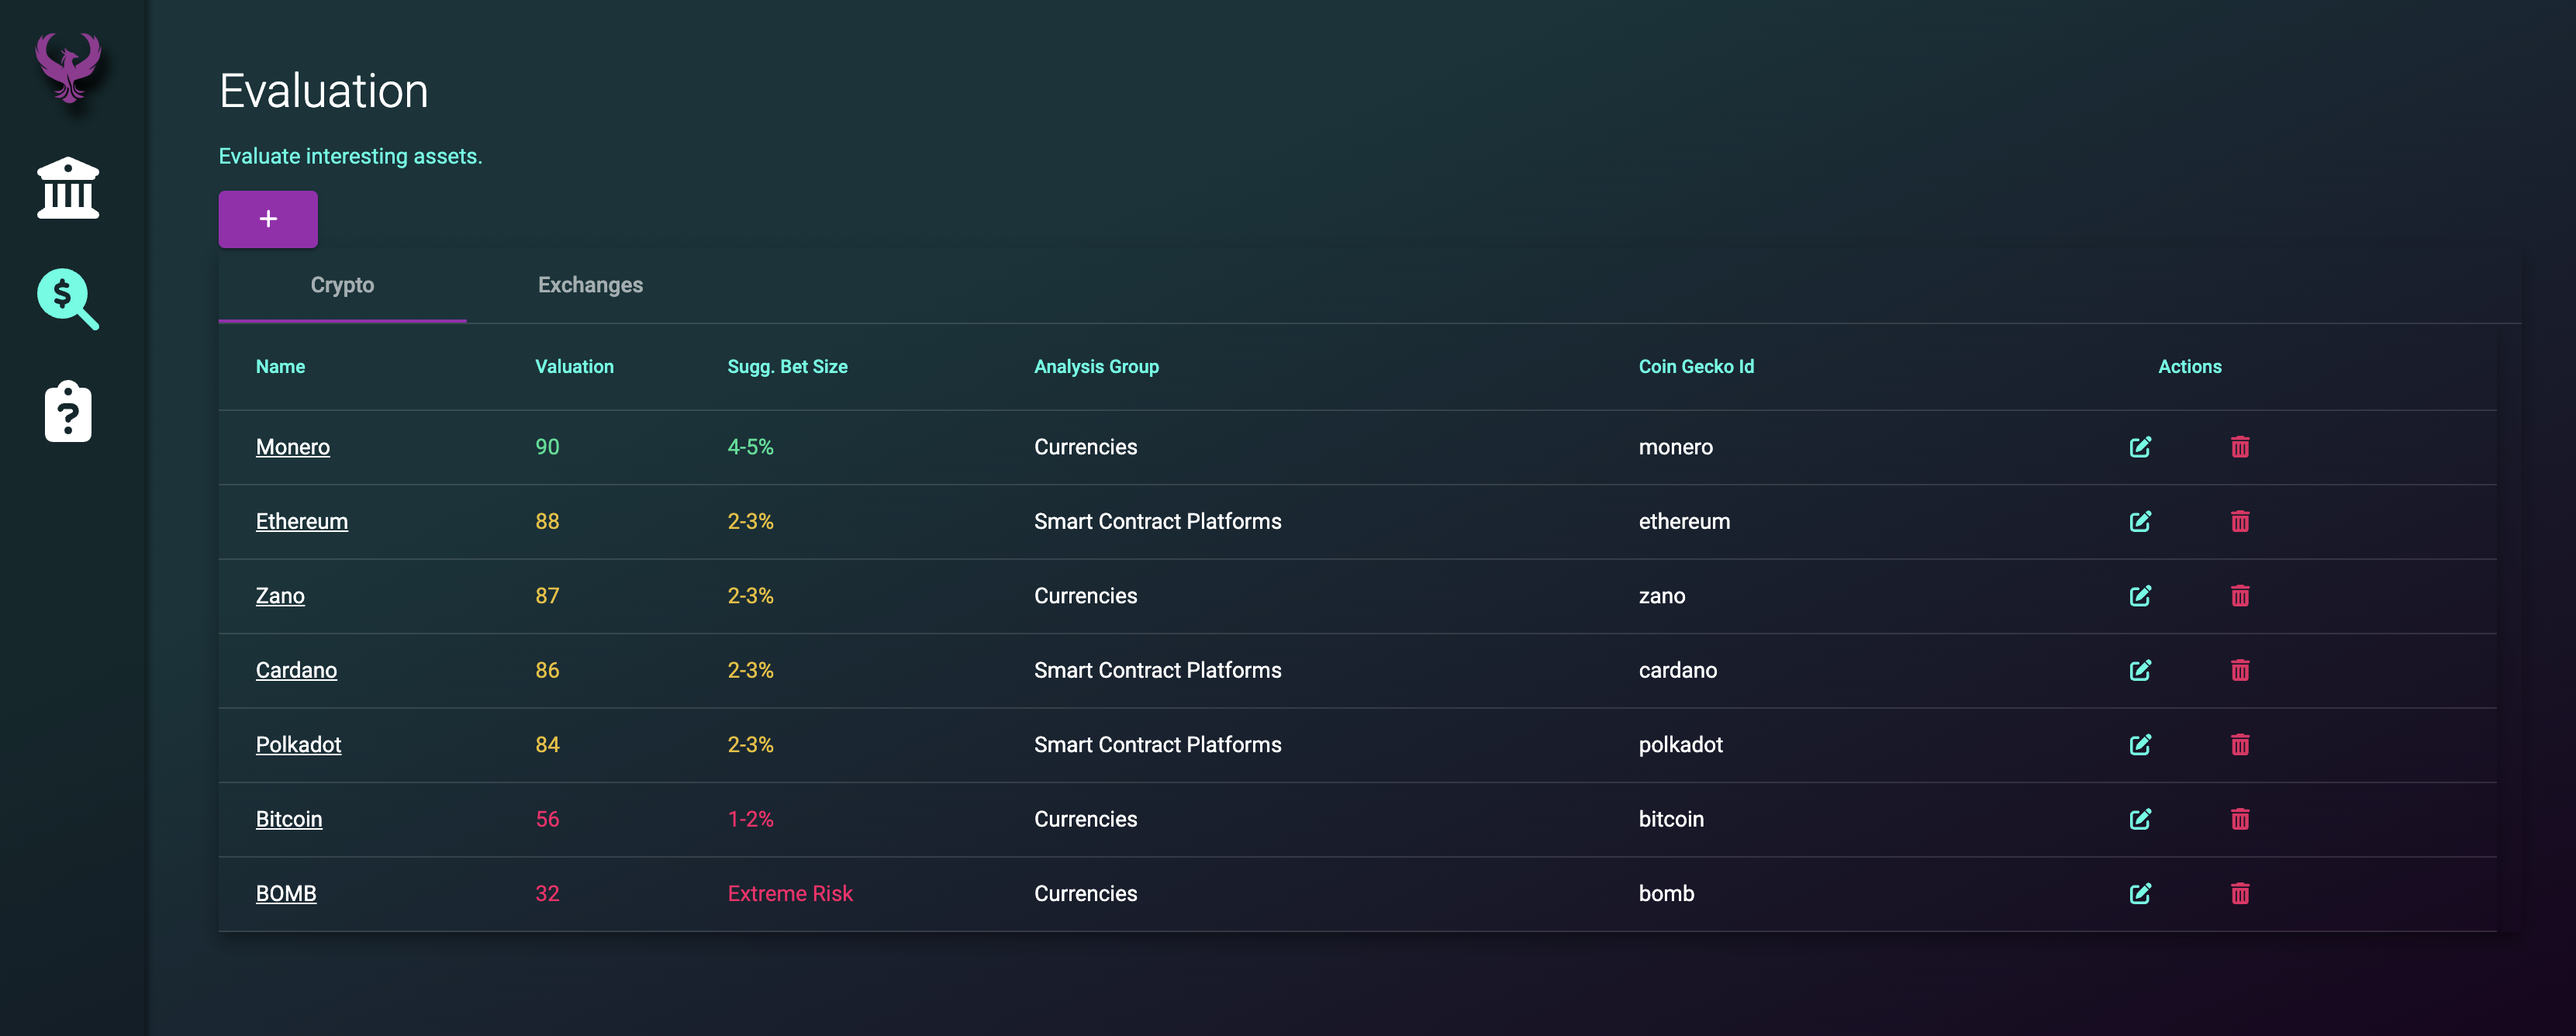 Evaluation
Evaluate interesting assets.
+
Crypto Exchanges
Name Valuation Sugg. Bet Size Analysis Group Coin Gecko Id Actions
Monero 90 4-5% Currencies monero
Ethereum 88 2-3% Smart Contract Platforms ethereum
Zano 87 2-3% Currencies zano
Cardano 86 2-3% Smart Contract Platforms cardano
Polkadot 84 2-3% Smart Contract Platforms polkadot
Bitcoin 56 1-2% Currencies bitcoin
BOMB 32 Extreme Risk Currencies bomb